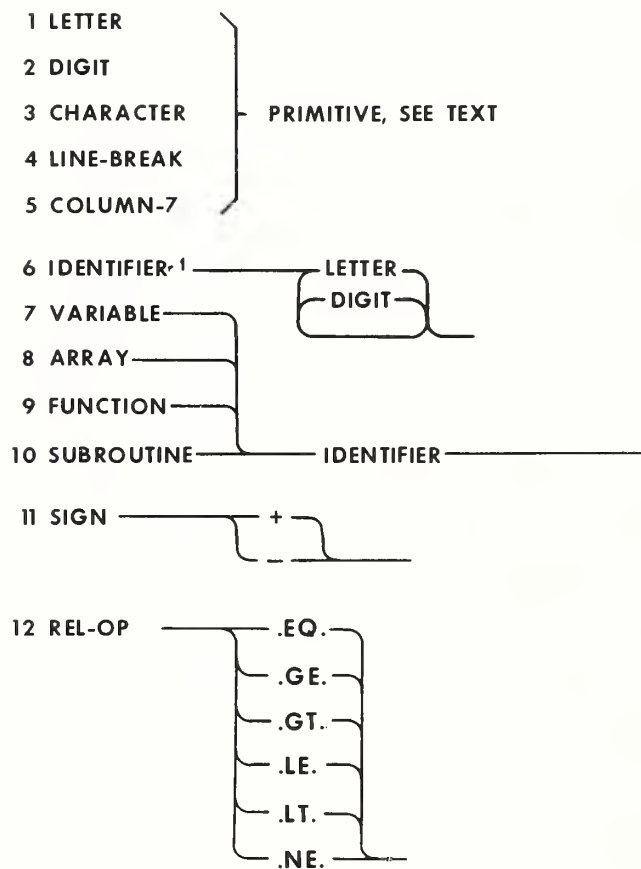 1 LETTER
2 DIGIT
3 CHARACTER PRIMITIVE, SEE TEXT
4 LINE-BREAK
5 COLUMN-7
6 IDENTIFIER 1 LETTER
DIGIT
7 VARIABLE
8 ARRAY
9 FUNCTION
10 SUBROUTINE IDENTIFIER
11 SIGN +
-
12 REL-OP .EQ.
.GE.
.GT.
.LE.
.LT.
.NE.